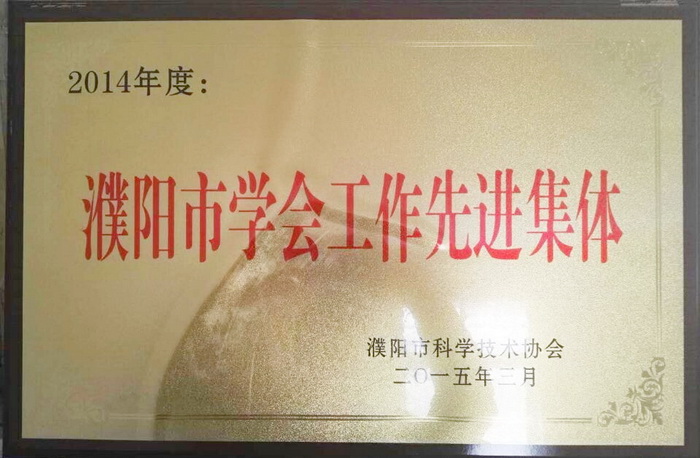 2014年度：
濮阳市学会工作先进集体
濮阳市科学技术协会
二〇一五年三月